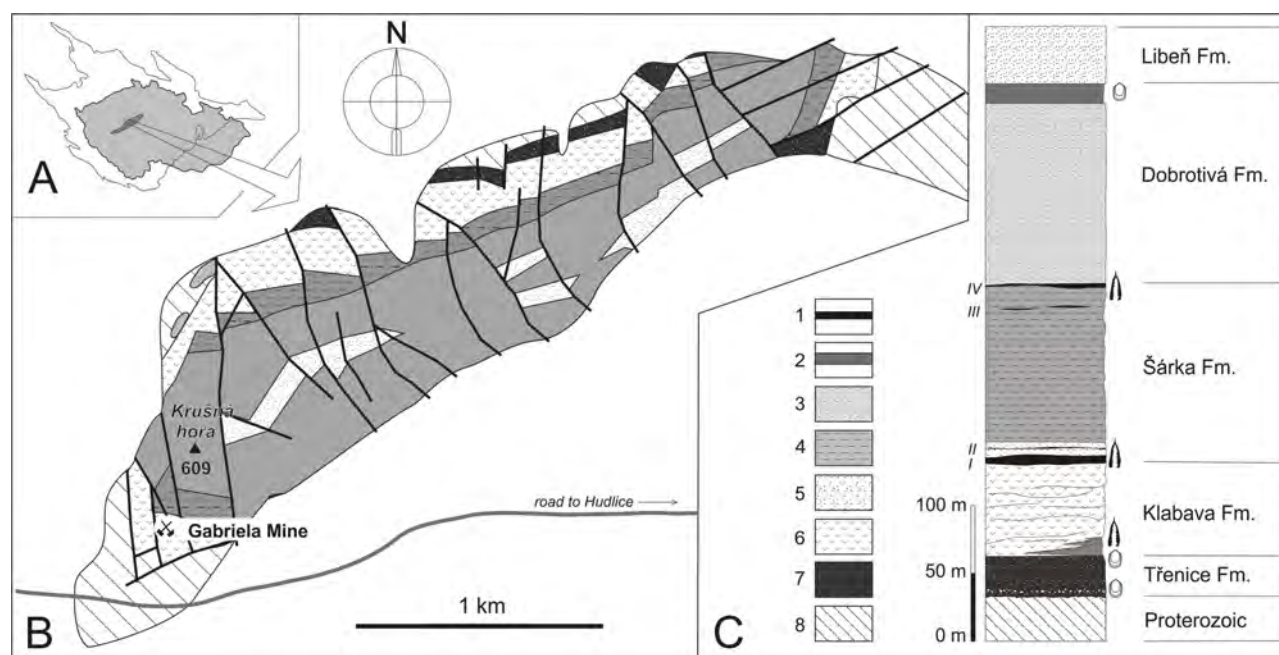 A
N
Krušná
hora
609
Gabriela Mine
road to Hudlice
B
1 km
1
2
3
4
5
6
7
8
C
100 m
50 m
0 m
IV
III
II
I
Libeň Fm.
Dobrotivá Fm.
Šárka Fm.
Klabava Fm.
Třenice Fm.
Proterozoic